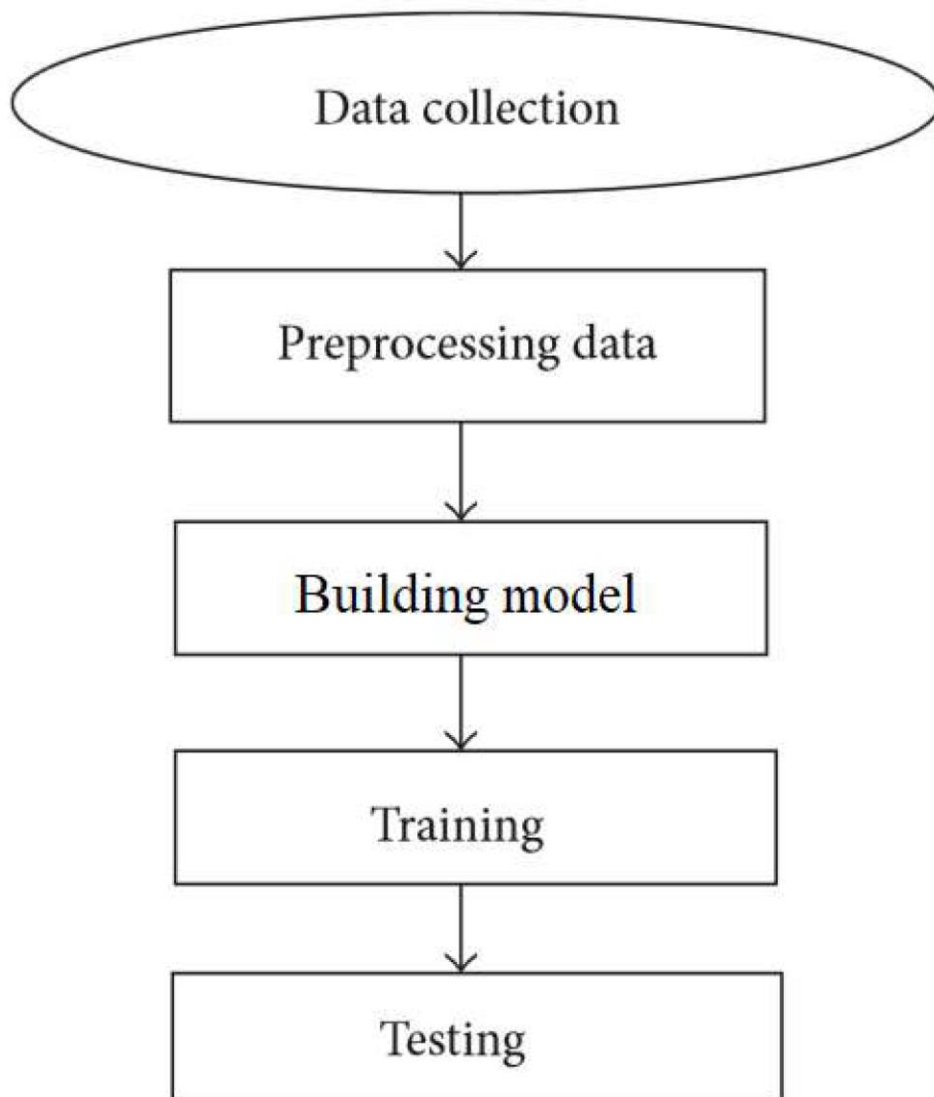 Data collection
Preprocessing data
Building model
Training
Testing